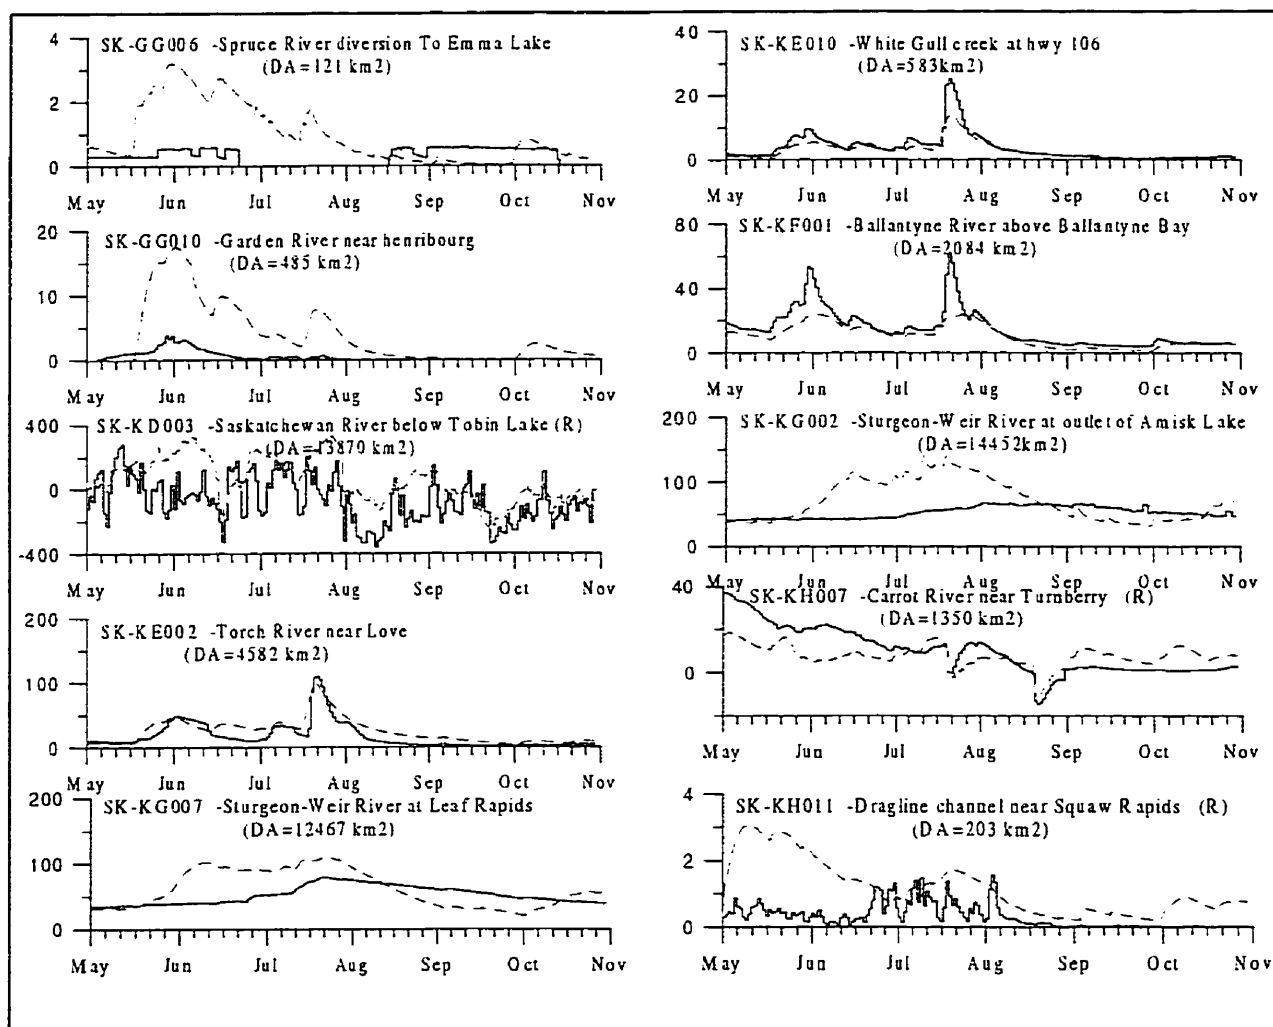 SK-GG006 -Spruce River diversion To Emma Lake
(DA=121 km2)
4
2
0
May Jun Jul Aug Sep Oct Nov
SK-GG010 -Garden River near henribourg
(DA=485 km2)
20
10
0
May Jun Jul Aug Sep Oct Nov
SK-KD003 -Saskatchewan River below Tobin Lake (R)
(DA=13870 km2)
400
0
-400
May Jun Jul Aug Sep Oct Nov
SK-KE002 -Torch River near Love
(DA=4582 km2)
200
100
0
May Jun Jul Aug Sep Oct Nov
SK-KG007 -Sturgeon-Weir River at Leaf Rapids
(DA=12467 km2)
200
100
0
May Jun Jul Aug Sep Oct Nov
SK-KE010 -White Gull creek at hwy 106
(DA=583km2)
40
20
0
May Jun Jul Aug Sep Oct Nov
SK-KF001 -Ballantyne River above Ballantyne Bay
(DA=2084 km2)
80
40
0
May Jun Jul Aug Sep Oct Nov
SK-KG002 -Sturgeon-Weir River at outlet of Amisk Lake
(DA=14452km2)
200
100
0
May Jun Jul Aug Sep Oct Nov
SK-KH007 -Carrot River near Turnberry (R)
(DA=1350 km2)
40
0
May Jun Jul Aug Sep Oct Nov
SK-KH011 -Dragline channel near Squaw Rapids (R)
(DA=203 km2)
4
2
0
May Jun Jul Aug Sep Oct Nov